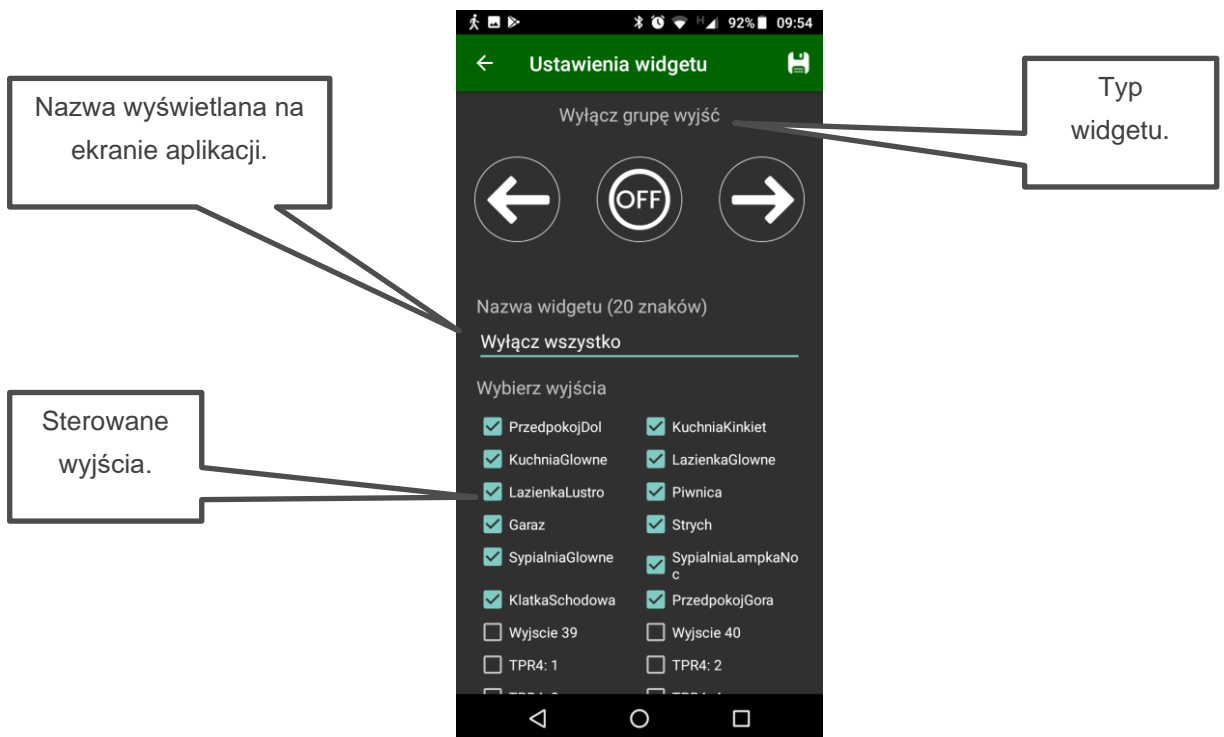 92% 09:54
Ustawienia widgetu
Wyłącz grupę wyjść
OFF
Nazwa widgetu (20 znaków)
Wyłącz wszystko
Wybierz wyjścia
PrzedpokojDol KuchniaKinkiet
KuchniaGlowne LazienkaGlowne
LazienkaLustro Piwnica
Garaz Strych
SypialniaGlowne SypialniaLampkaNo
c
KlatkaSchodowa PrzedpokojGora
Wyjscie 39 Wyjscie 40
TPR4: 1 TPR4: 2
Nazwa wyświetlana na
ekranie aplikacji.
Sterowane
wyjścia.
Typ
widgetu.